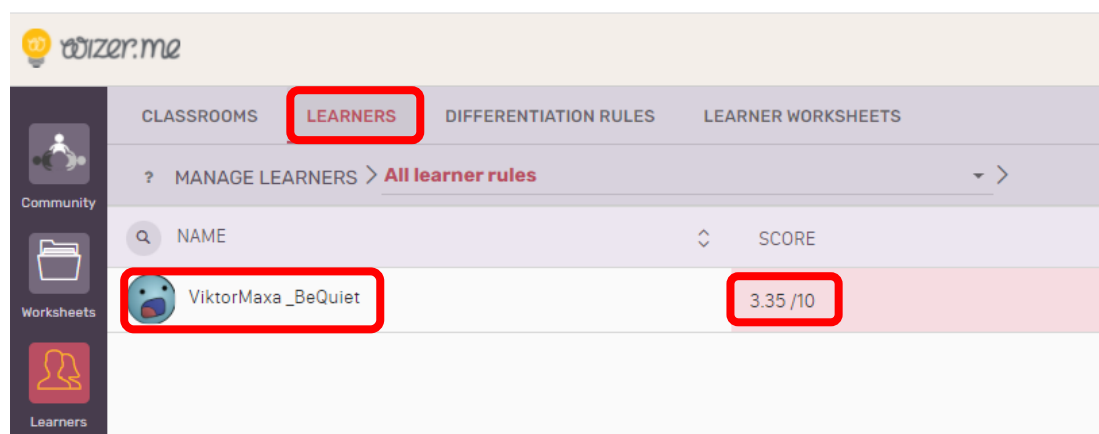 wizer.me
CLASSROOMS LEARNERS DIFFERENTIATION RULES LEARNER WORKSHEETS
? MANAGE LEARNERS > All learner rules >
Community
NAME SCORE
ViktorMaxa _BeQuiet 3.35 /10
Worksheets
Learners